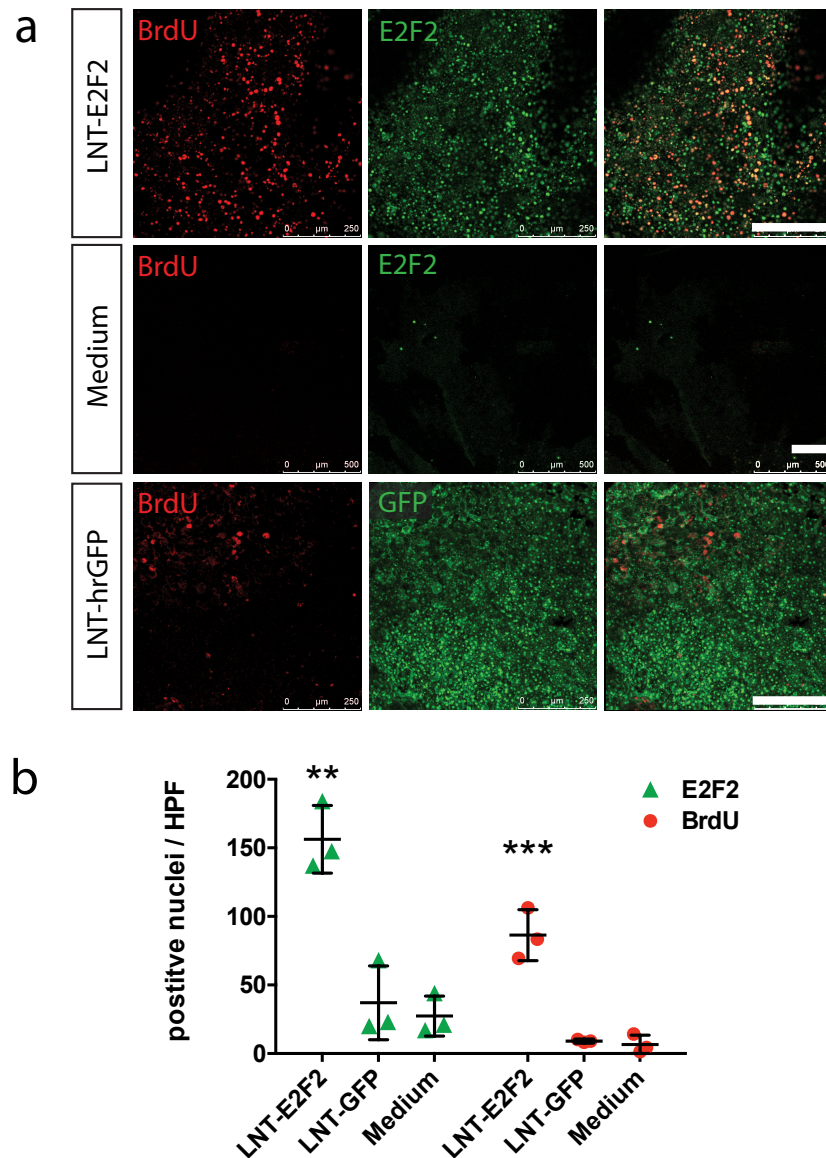 a
LNT-E2F2
BrdU
E2F2
0 µm 250
0 µm 250
Medium
BrdU
E2F2
0 µm 500
0 µm 500
0 µm 500
LNT-hrGFP
BrdU
GFP
0 µm 250
0 µm 250
b
postitve nuclei / HPF
200
150
100
50
0
**
***
E2F2
BrdU
LNT-E2F2
LNT-GFP
Medium
LNT-E2F2
LNT-GFP
Medium